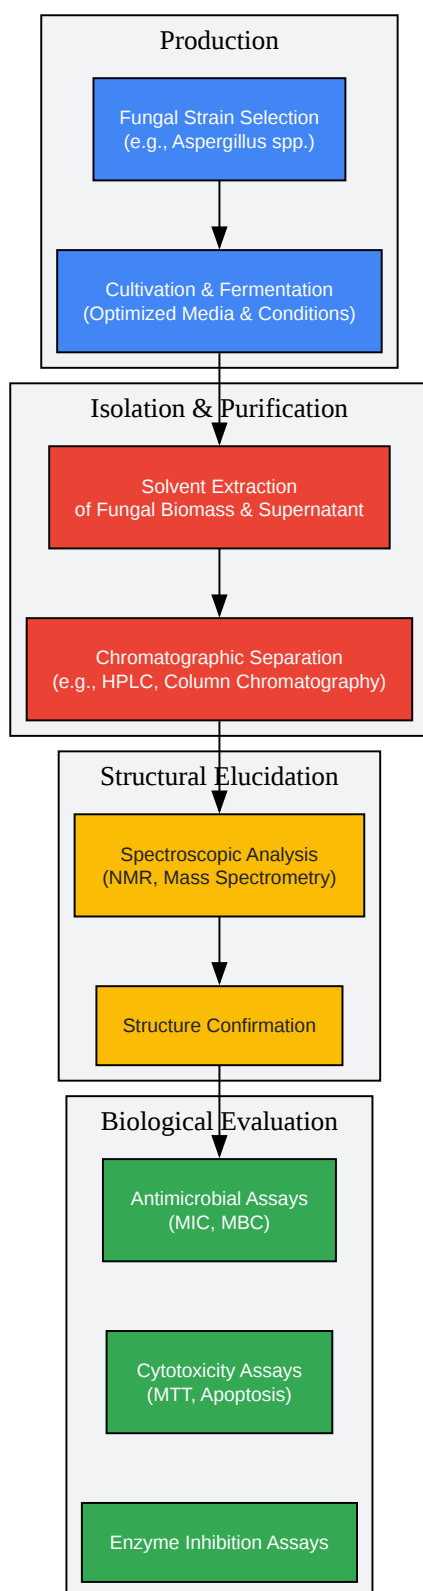 Production
Fungal Strain Selection
(e.g., Aspergillus spp.)
Cultivation & Fermentation
(Optimized Media & Conditions)
Isolation & Purification
Solvent Extraction
of Fungal Biomass & Supernatant
Chromatographic Separation
(e.g., HPLC, Column Chromatography)
Structural Elucidation
Spectroscopic Analysis
(NMR, Mass Spectrometry)
Structure Confirmation
Biological Evaluation
Antimicrobial Assays
(MIC, MBC)
Cytotoxicity Assays
(MTT, Apoptosis)
Enzyme Inhibition Assays